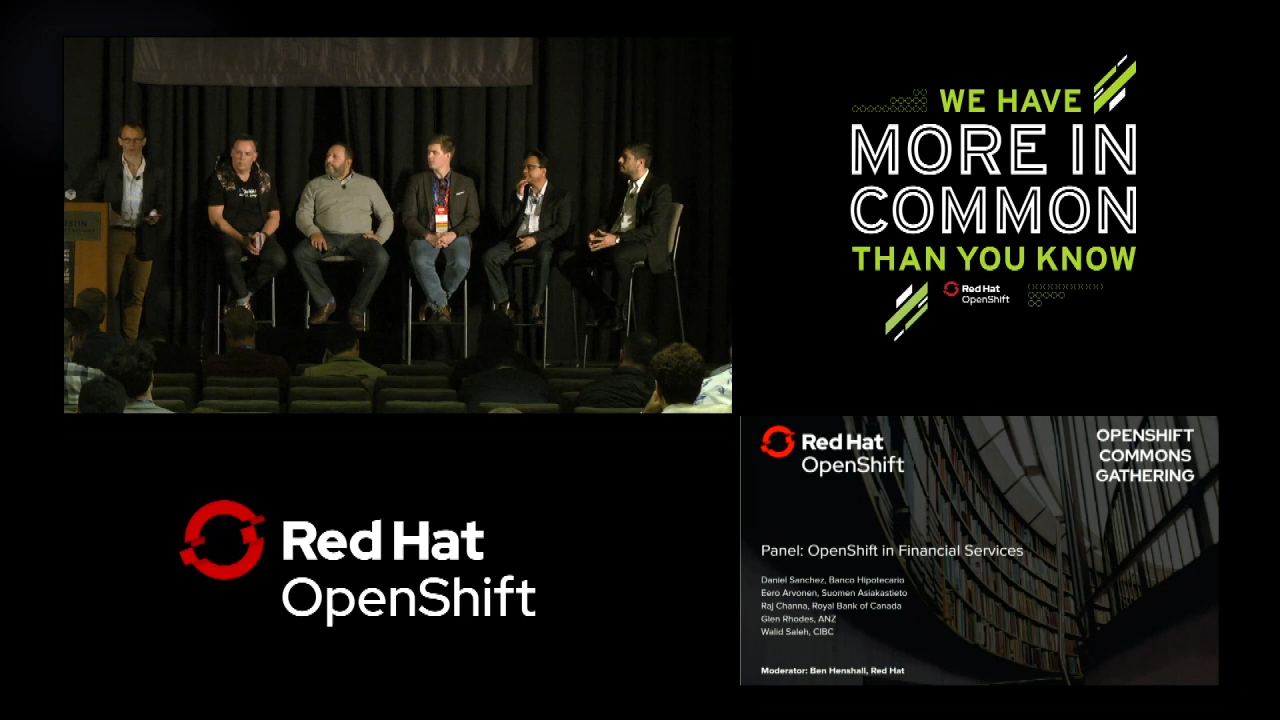 WE HAVE
MORE IN
COMMON
THAN YOU KNOW
Red Hat
OpenShift
Red Hat
OpenShift
OPENSHIFT
COMMONS
GATHERING
Panel: OpenShift in Financial Services
Daniel Sanchez, Banco Hipotecario
Eero Arvonen, Suomen Asiakastieto
Raj Channa, Royal Bank of Canada
Glen Rhodes, ANZ
Walid Saleh, CIBC
Moderator: Ben Henshall, Red Hat
Red Hat
OpenShift